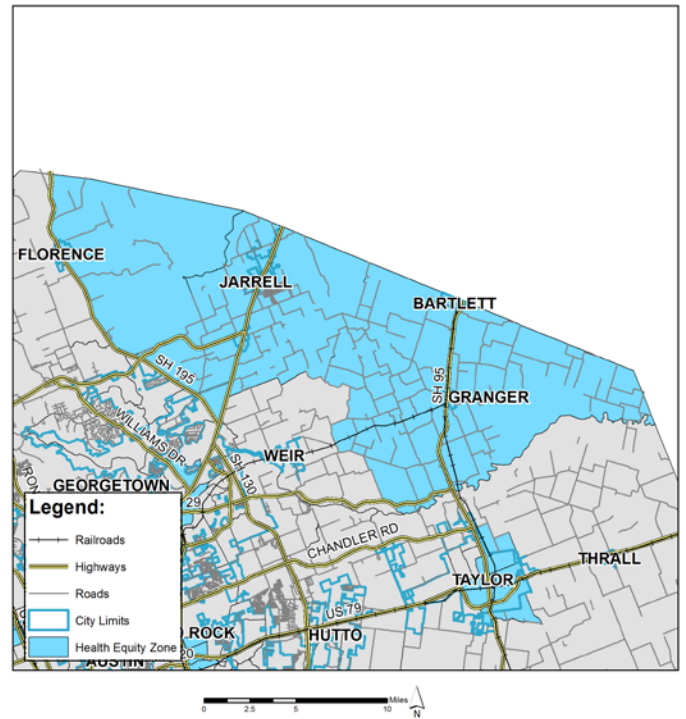 FLORENCE
JARRELL
BARTLETT
SH 195
SH 95
GRANGER
WILLIAMS DR
WEIR
SH 130
GEORGETOWN
29
CHANDLER RD
THRALL
TAYLOR
US 79
HUTTO
ROCK
20
AUSTIN
Legend:
Railroads
Highways
Roads
City Limits
Health Equity Zone
Miles
0 2.5 5 10
N